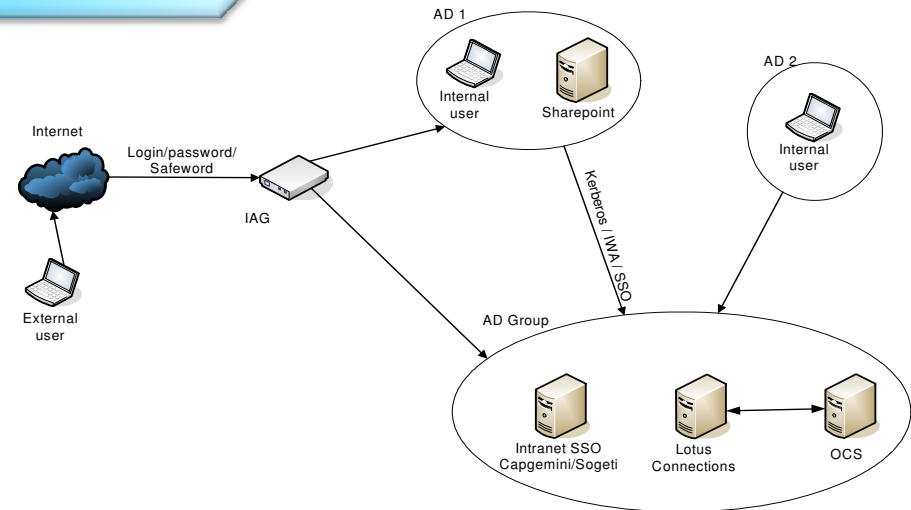 AD 1
Internal
user
Sharepoint
AD 2
Internal
user
Internet
Login/password/
Safeword
IAG
External
user
Kerberos / IWA / SSO
AD Group
Intranet SSO
Capgemini/Sogeti
Lotus
Connections
OCS